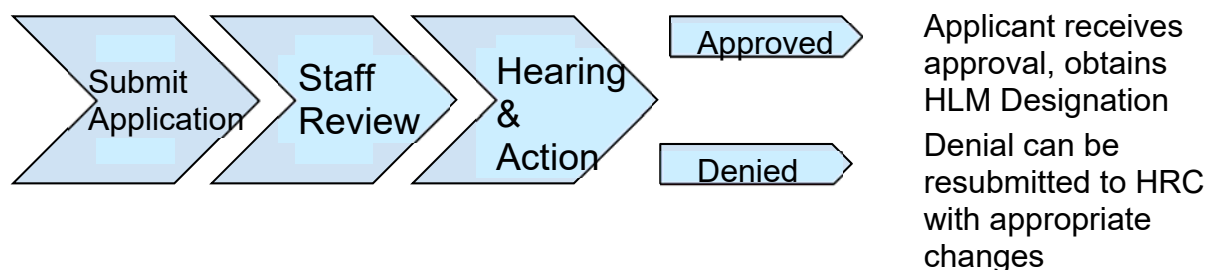 Submit
Application
Staff
Review
Hearing
&
Action
Approved
Denied
Applicant receives
approval, obtains
HLM Designation
Denial can be
resubmitted to HRC
with appropriate
changes